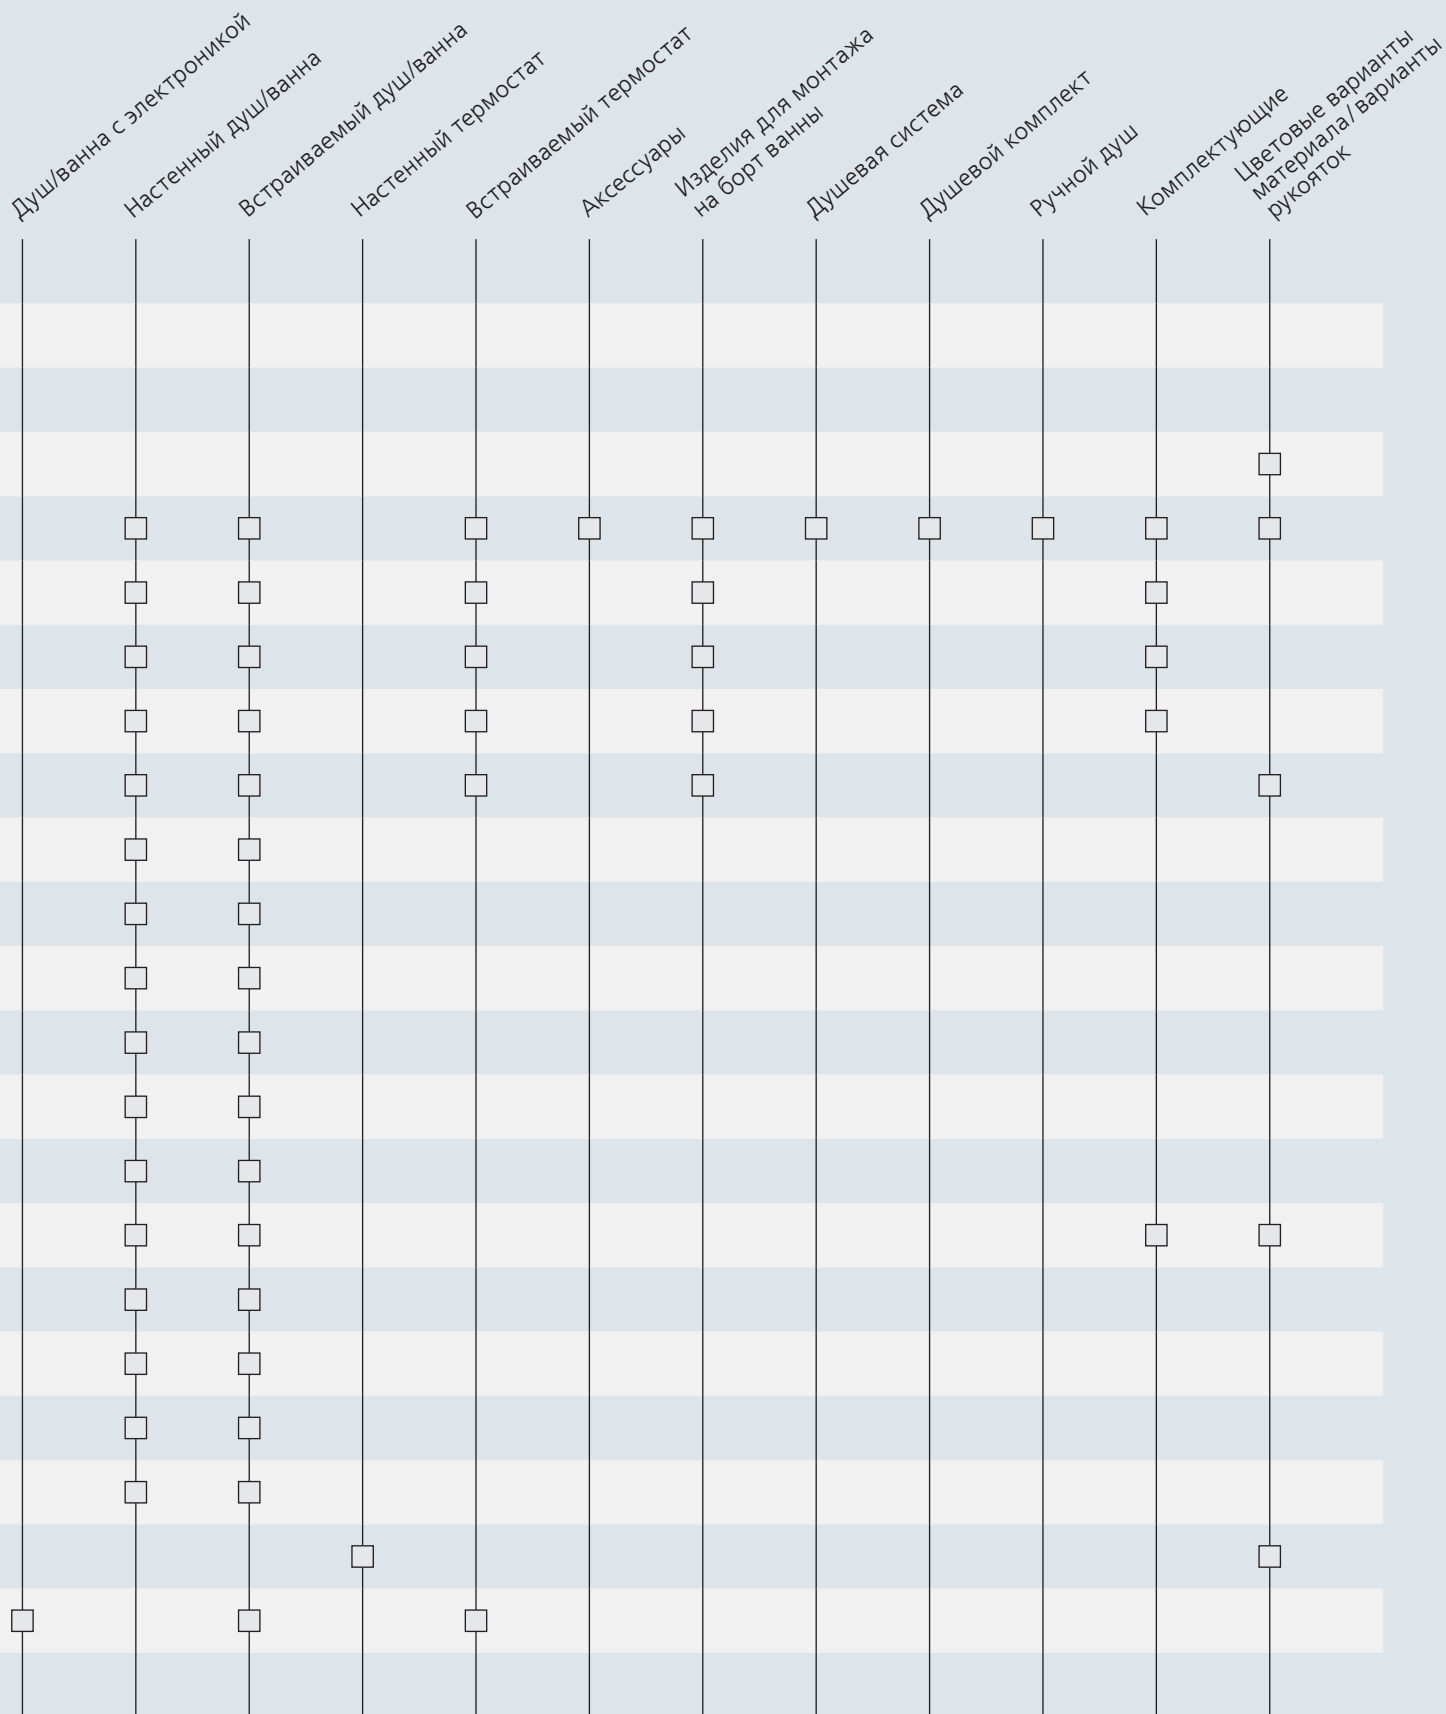 Душ/ванна с электроникой
Настенный душ/ванна
Встраиваемый душ/ванна
Настенный термостат
Встраиваемый термостат
Аксессуары
Изделия для монтажа
на борт ванны
Душевая система
Душевой комплект
Ручной душ
Комплектующие
Цветовые варианты
материала/варианты
рукояток